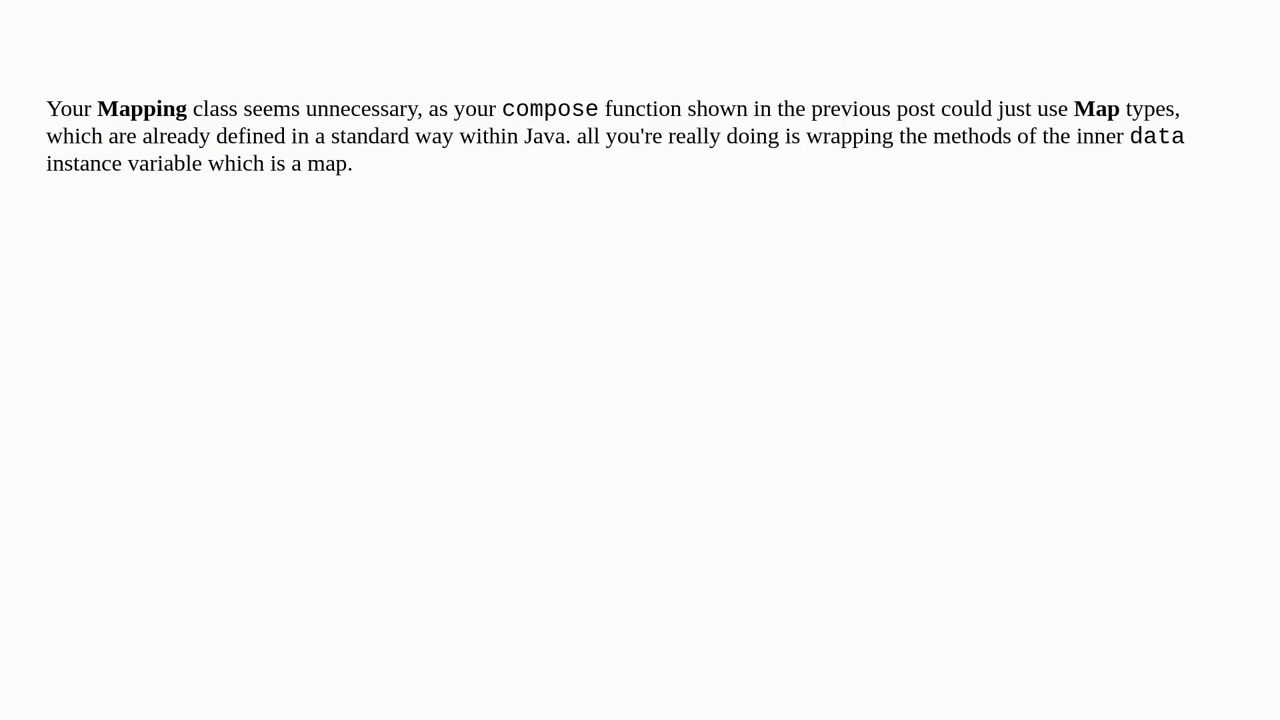 Your Mapping class seems unnecessary, as your compose function shown in the previous post could just use Map types,
which are already defined in a standard way within Java. all you're really doing is wrapping the methods of the inner data
instance variable which is a map.